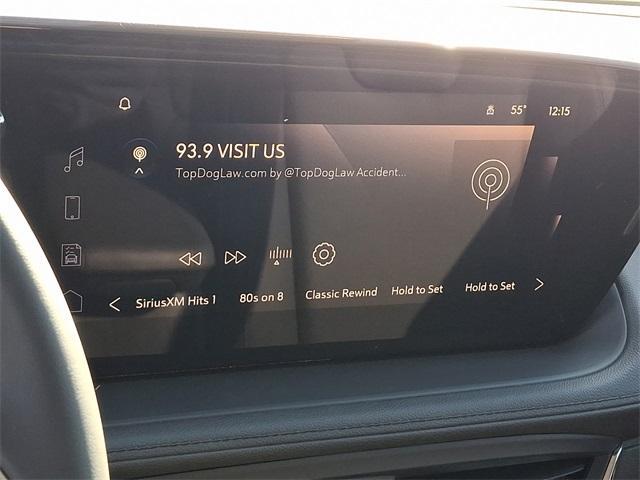 55° 12:15
93.9 VISIT US
TopDogLaw.com by @TopDogLaw Accident...
SiriusXM Hits 1 80s on 8 Classic Rewind Hold to Set Hold to Set